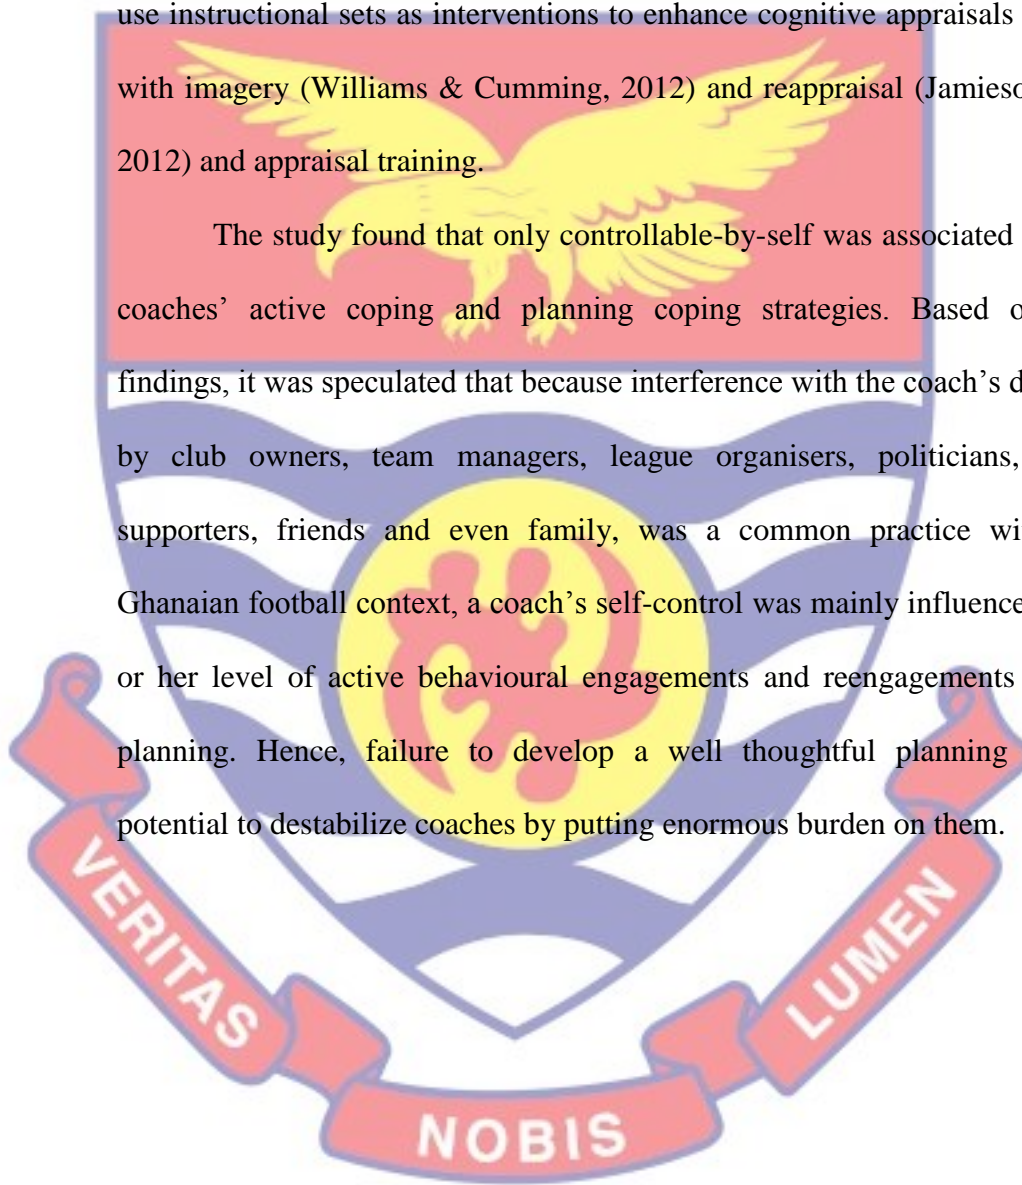 use instructional sets as interventions to enhance cognitive appraisals
with imagery (Williams & Cumming, 2012) and reappraisal (Jamieso
2012) and appraisal training.
The study found that only controllable-by-self was associated
coaches’ active coping and planning coping strategies. Based o
findings, it was speculated that because interference with the coach’s d
by club owners, team managers, league organisers, politicians,
supporters, friends and even family, was a common practice wi
Ghanaian football context, a coach’s self-control was mainly influence
or her level of active behavioural engagements and reengagements
planning. Hence, failure to develop a well thoughtful planning
potential to destabilize coaches by putting enormous burden on them.
VERITAS
NOBIS
LUMEN